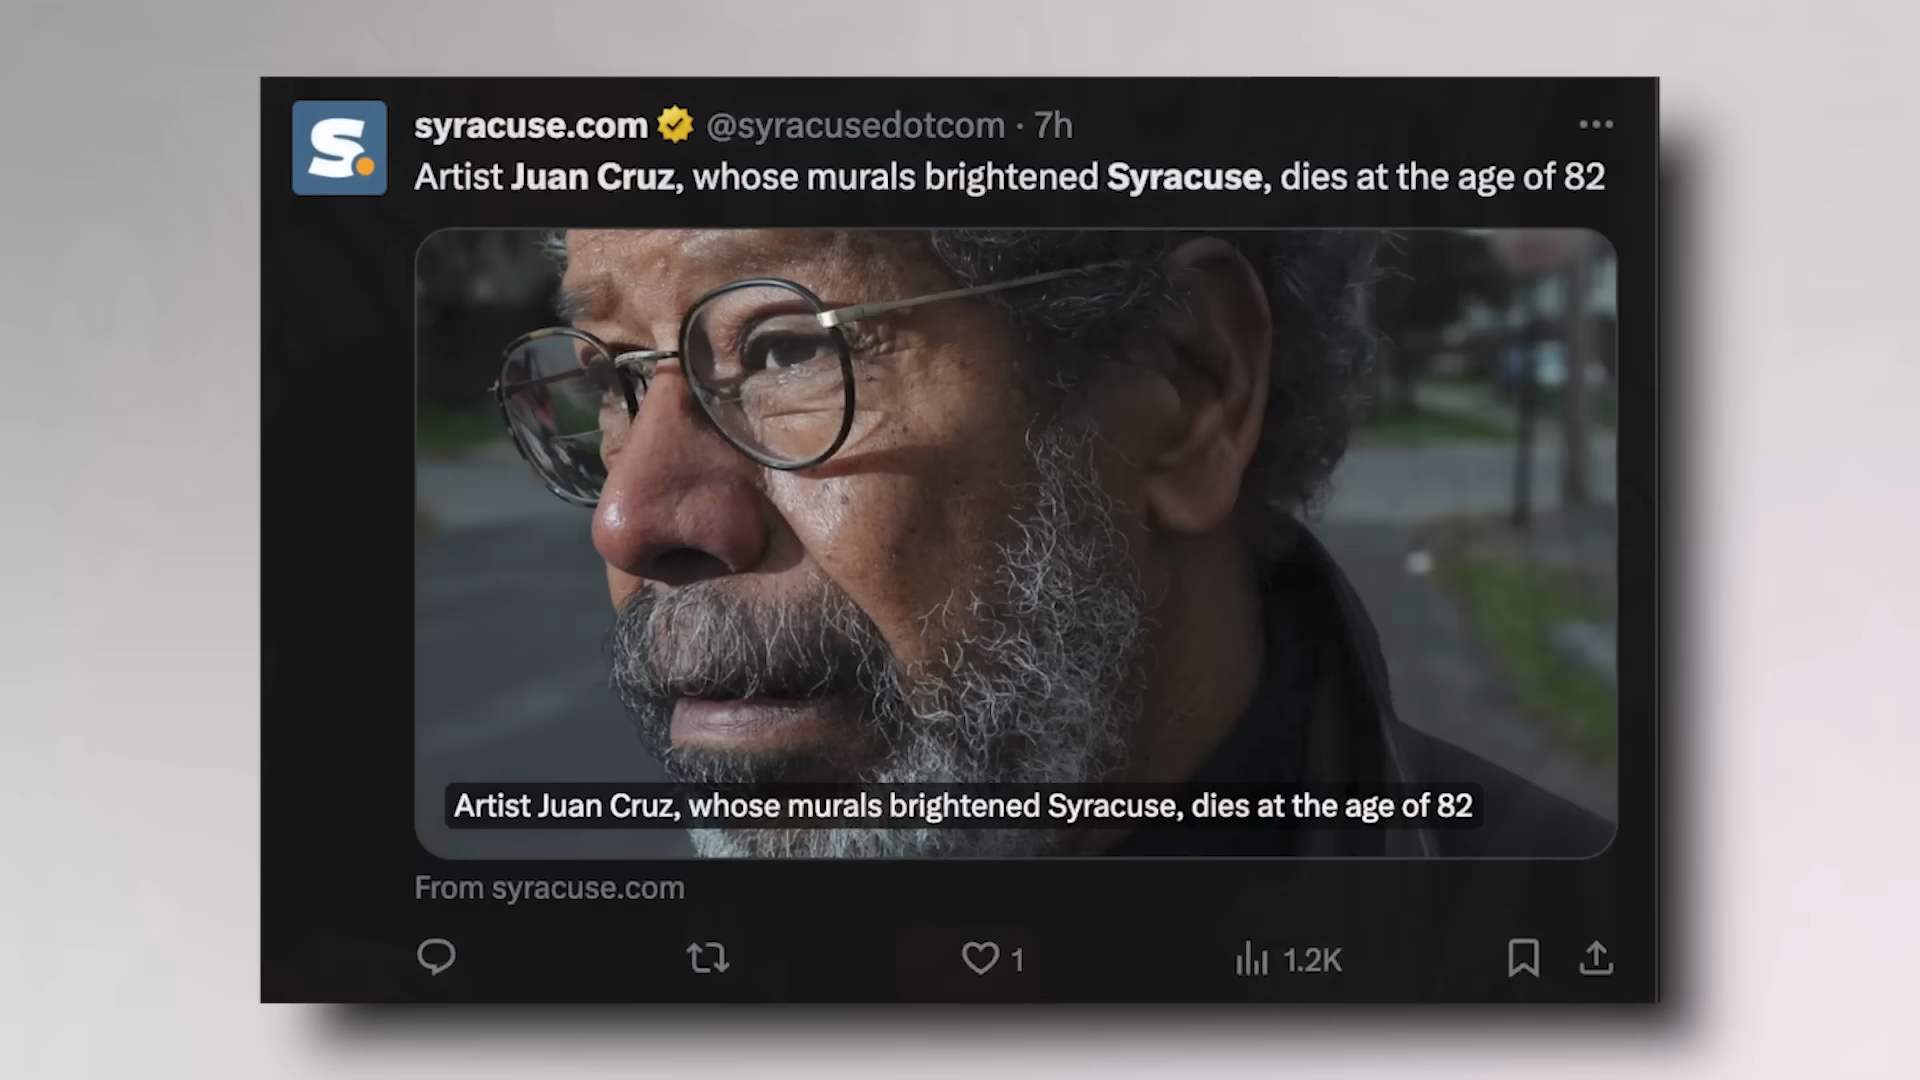 S.
syracuse.com @syracusedotcom · 7h
Artist Juan Cruz, whose murals brightened Syracuse, dies at the age of 82
Artist Juan Cruz, whose murals brightened Syracuse, dies at the age of 82
From syracuse.com
1 1.2K